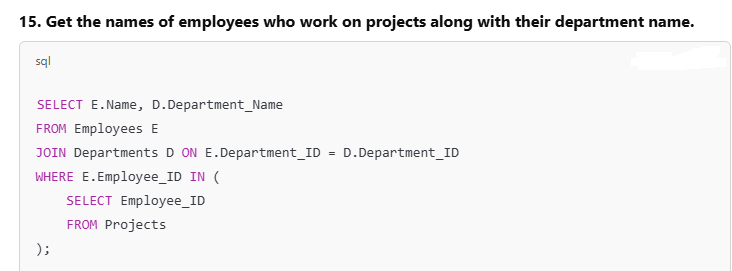 15. Get the names of employees who work on projects along with their department name.
sql
SELECT E.Name, D.Department_Name
FROM Employees E
JOIN Departments D ON E.Department_ID = D.Department_ID
WHERE E.Employee_ID IN (
    SELECT Employee_ID
    FROM Projects
);